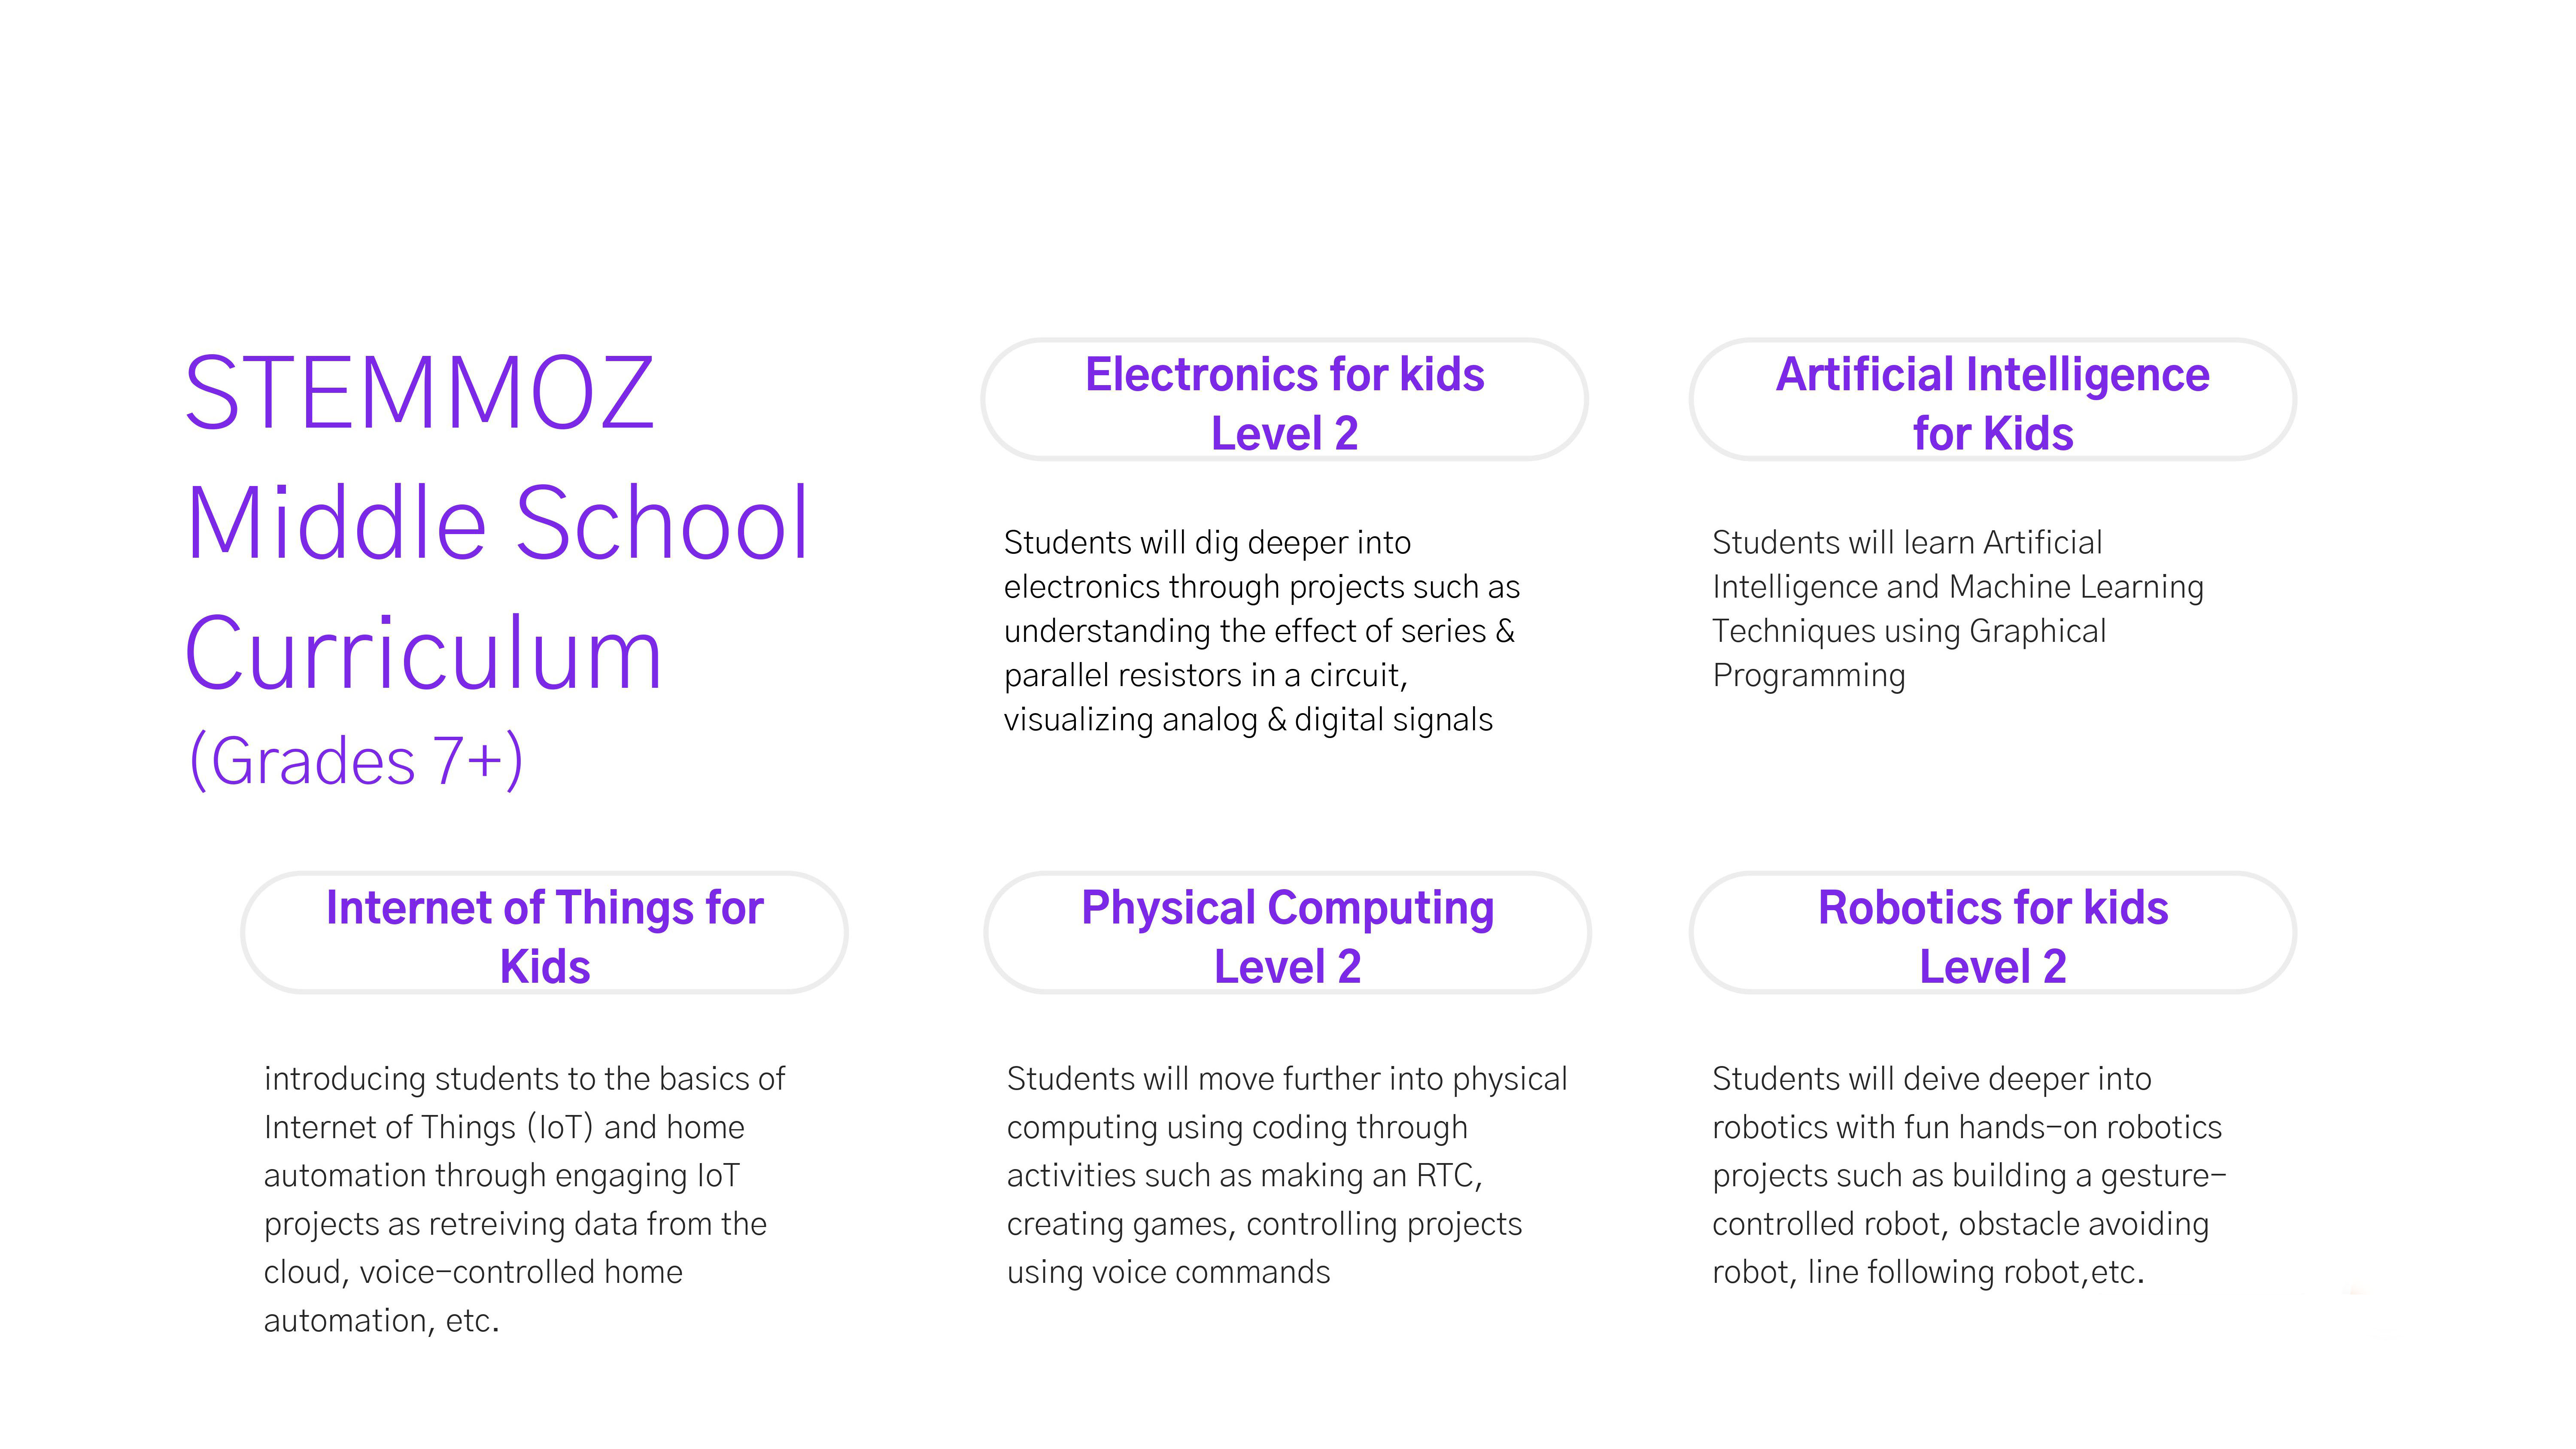 STEMMOZ
Middle School
Curriculum
(Grades 7+)
Electronics for kids
Level 2
Students will dig deeper into
electronics through projects such as
understanding the effect of series &
parallel resistors in a circuit,
visualizing analog & digital signals
Artificial Intelligence
for Kids
Students will learn Artificial
Intelligence and Machine Learning
Techniques using Graphical
Programming
Internet of Things for
Kids
introducing students to the basics of
Internet of Things (IoT) and home
automation through engaging IoT
projects as retreiving data from the
cloud, voice-controlled home
automation, etc.
Physical Computing
Level 2
Students will move further into physical
computing using coding through
activities such as making an RTC,
creating games, controlling projects
using voice commands
Robotics for kids
Level 2
Students will deive deeper into
robotics with fun hands-on robotics
projects such as building a gesture-
controlled robot, obstacle avoiding
robot, line following robot,etc.